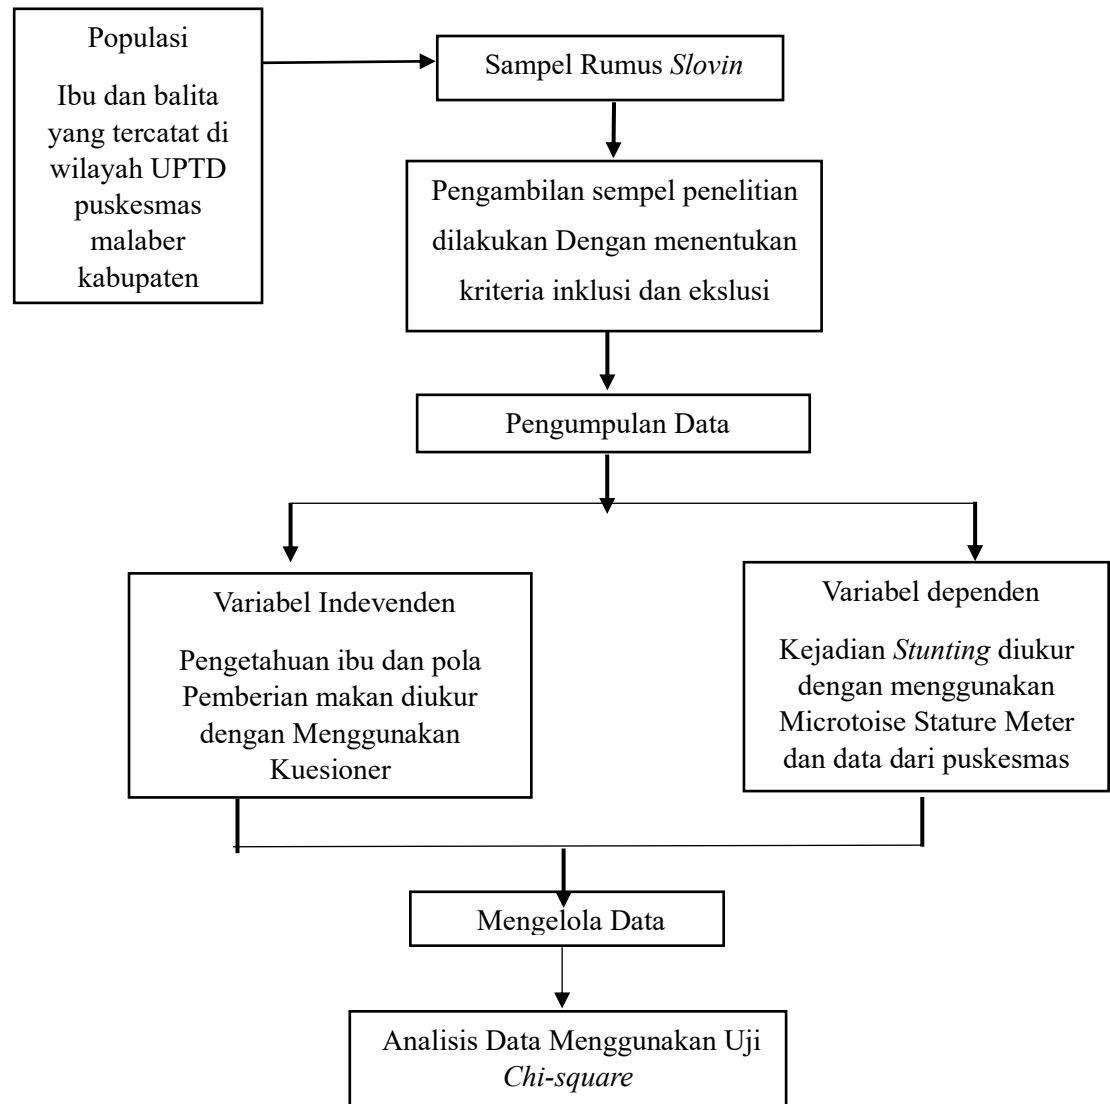 Populasi
Ibu dan balita
yang tercatat di
wilayah UPTD
puskesmas
malaber
kabupaten
Sampel Rumus Slovin
Pengambilan sempel penelitian
dilakukan Dengan menentukan
kriteria inklusi dan ekslusi
Pengumpulan Data
Variabel Indevenden
Pengetahuan ibu dan pola
Pemberian makan diukur
dengan Menggunakan
Kuesioner
Variabel dependen
Kejadian Stunting diukur
dengan menggunakan
Microtoise Stature Meter
dan data dari puskesmas
Mengelola Data
Analisis Data Menggunakan Uji
Chi-square